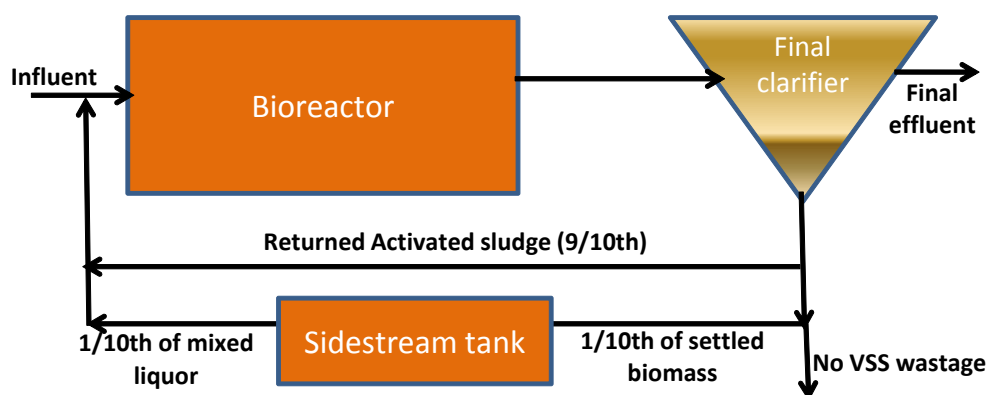 Influent
Bioreactor
Final
clarifier
Final
effluent
Returned Activated sludge (9/10th)
1/10th of mixed
liquor
Sidestream tank
1/10th of settled
biomass
No VSS wastage